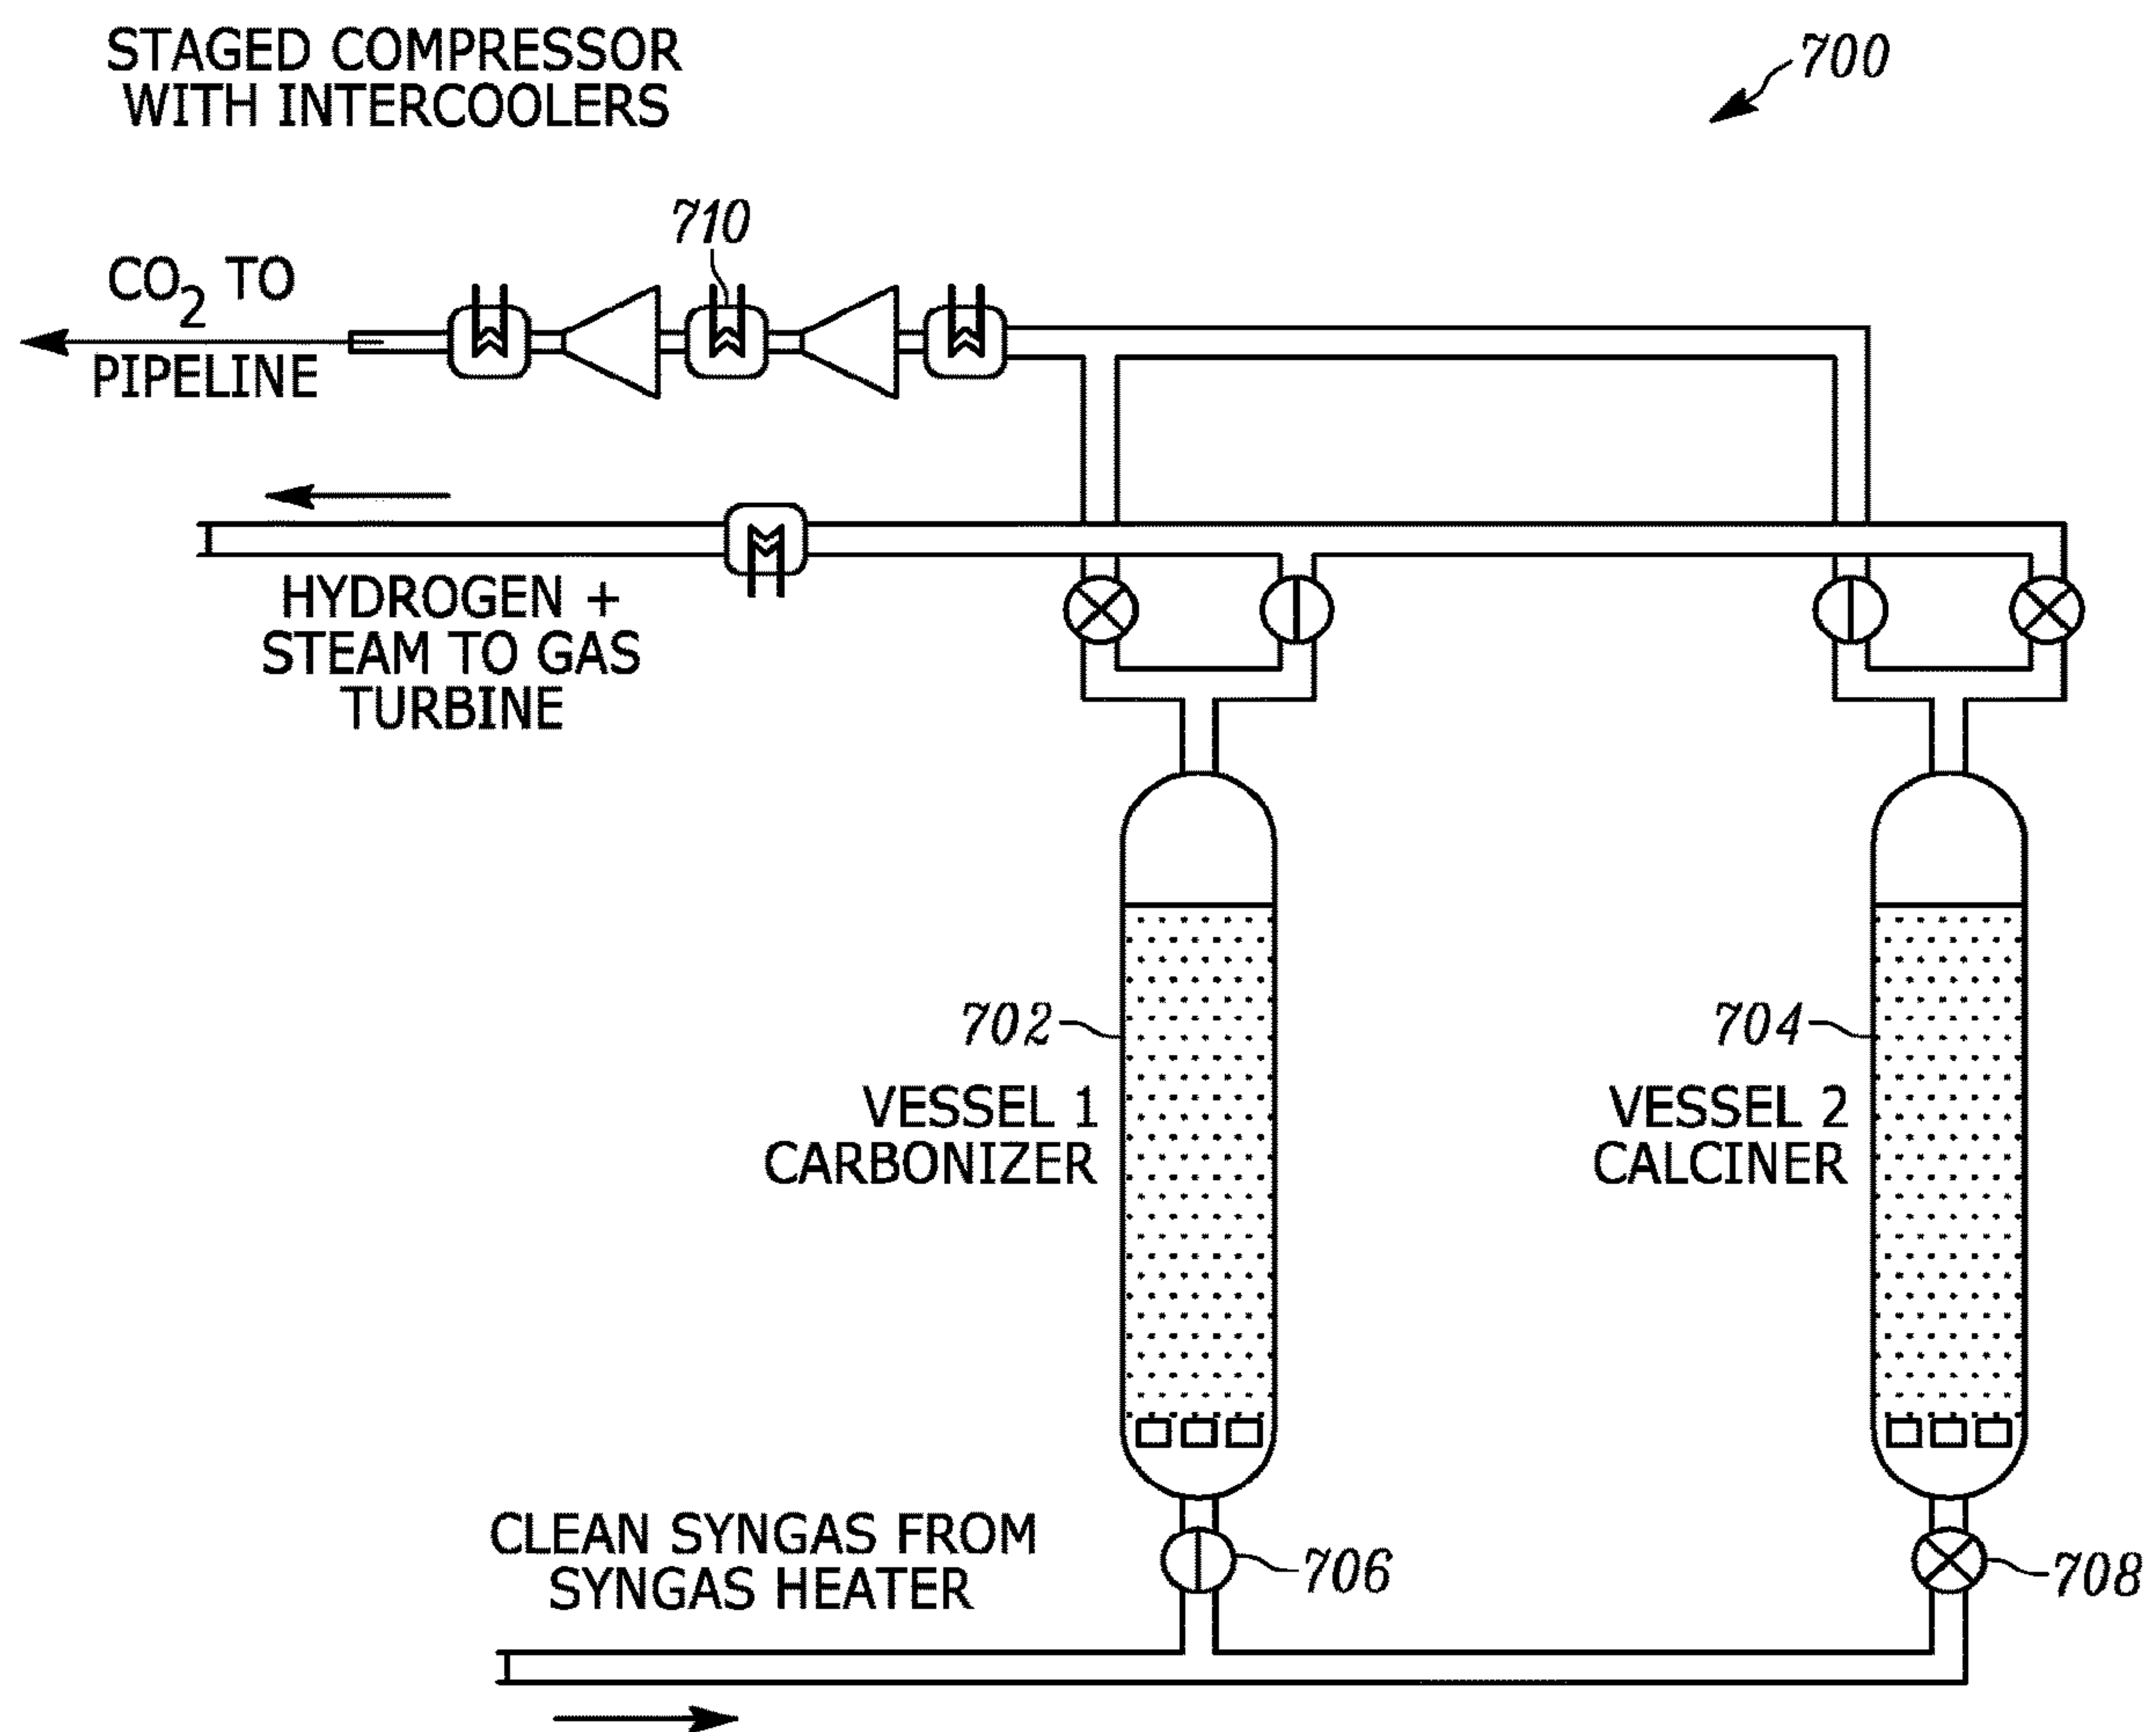 STAGED COMPRESSOR
WITH INTERCOOLERS
700
710
CO2 TO
PIPELINE
HYDROGEN +
STEAM TO GAS
TURBINE
702
VESSEL 1
CARBONIZER
704
VESSEL 2
CALCINER
CLEAN SYNGAS FROM
SYNGAS HEATER
706
708